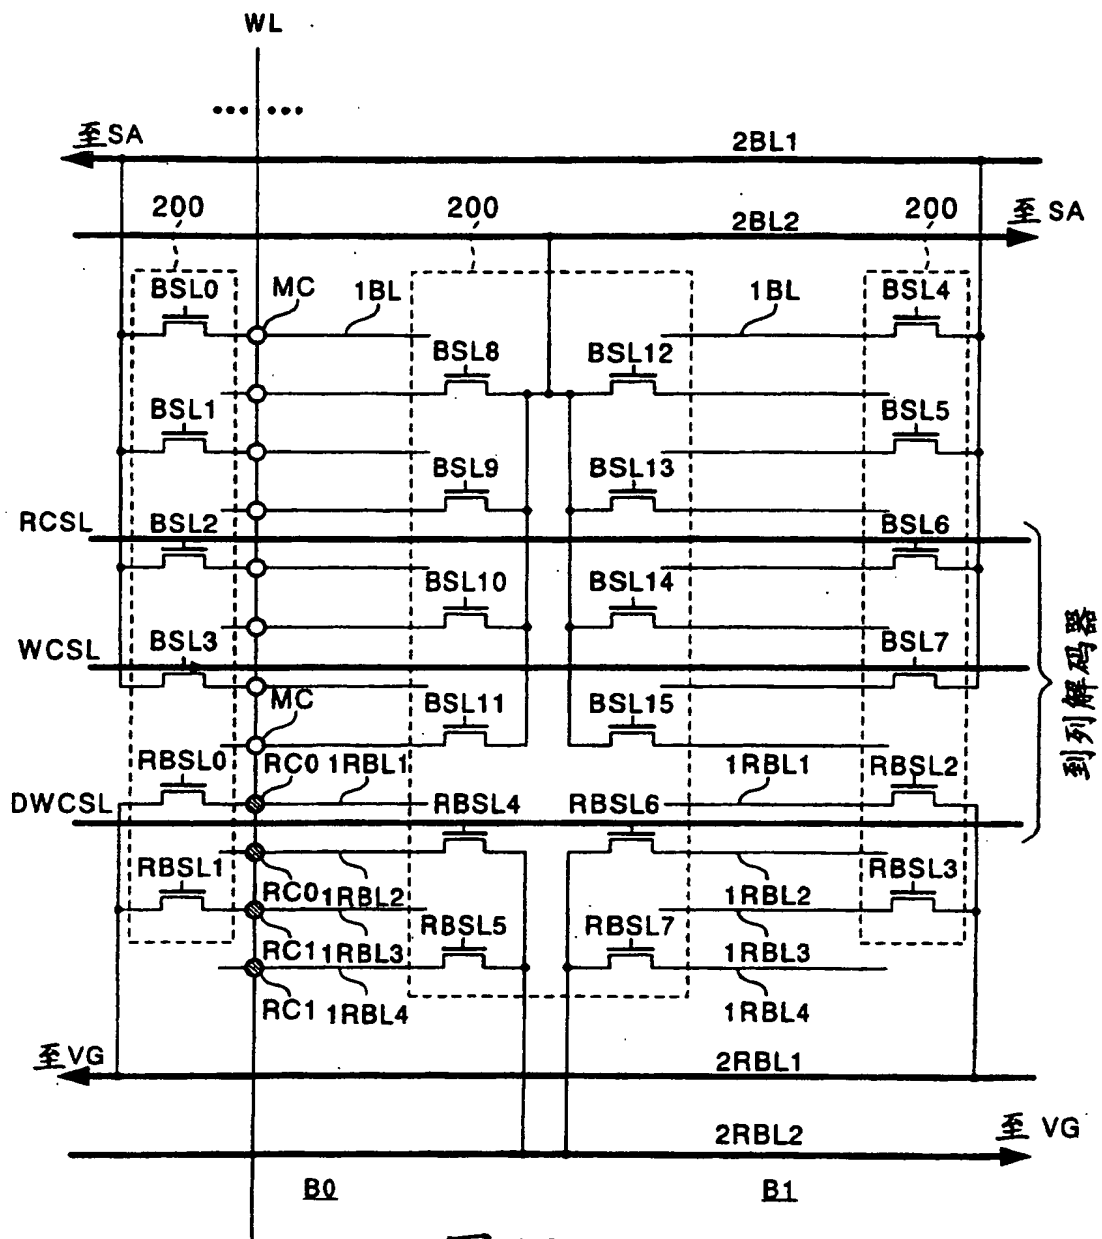 WL
至SA
2BL1
200
200
200
至 SA
2BL2
BSL0
MC
1BL
1BL
BSL4
BSL8
BSL12
BSL1
BSL5
BSL9
BSL13
RCSL
BSL2
BSL6
BSL10
BSL14
WCSL
BSL3
BSL7
MC
BSL11
BSL15
到列解码器
RBSL0
RC0
1RBL1
1RBL1
RBSL2
DWCSL
RBSL4
RBSL6
RBSL1
RC0
1RBL2
1RBL2
RBSL3
RC1
1RBL3
RBSL5
RBSL7
1RBL3
RC1
1RBL4
1RBL4
至VG
2RBL1
2RBL2
至 VG
B0
B1